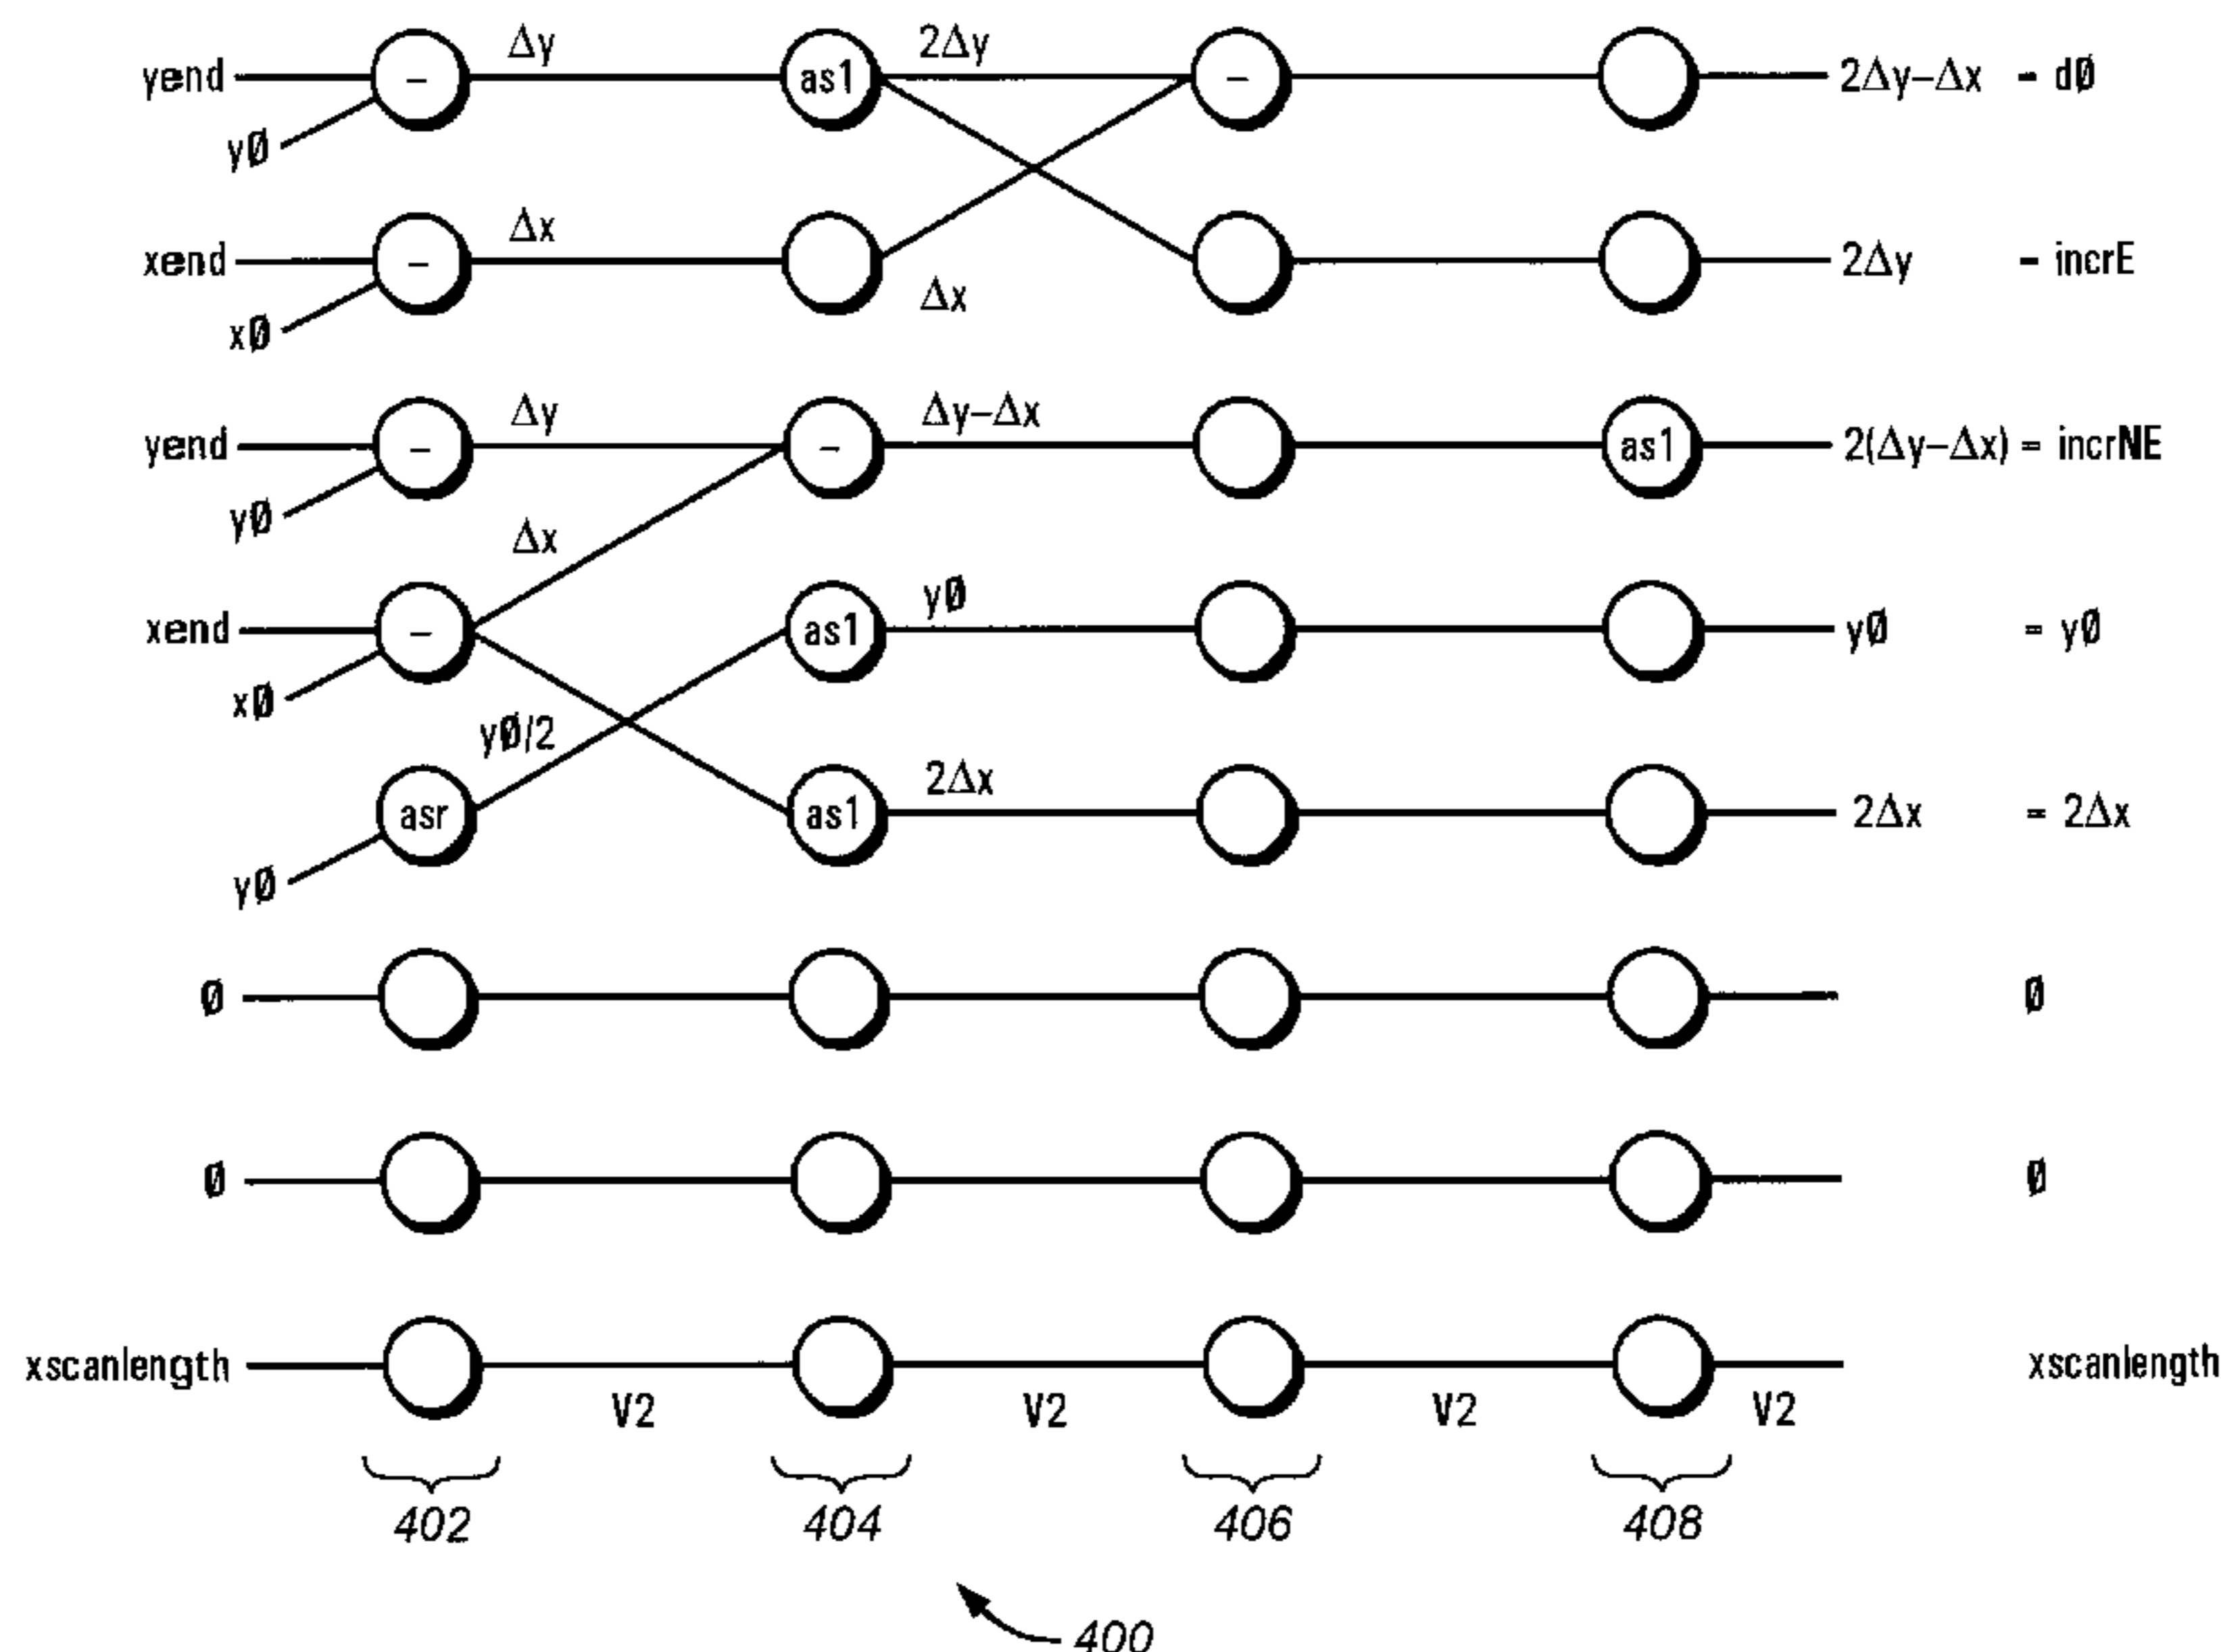 yend - Δy as1 2Δy - 2Δy–Δx - dØ
yØ
xend - Δx Δx 2Δy - incrE
xØ
yend - Δy - Δy–Δx as1 2(Δy–Δx) = incrNE
yØ
Δx
xend - as1 yØ yØ = yØ
xØ
yØ/2
asr as1 2Δx 2Δx = 2Δx
yØ
Ø Ø
Ø Ø
xscanlength xscanlength
V2 V2 V2 V2
402 404 406 408
400